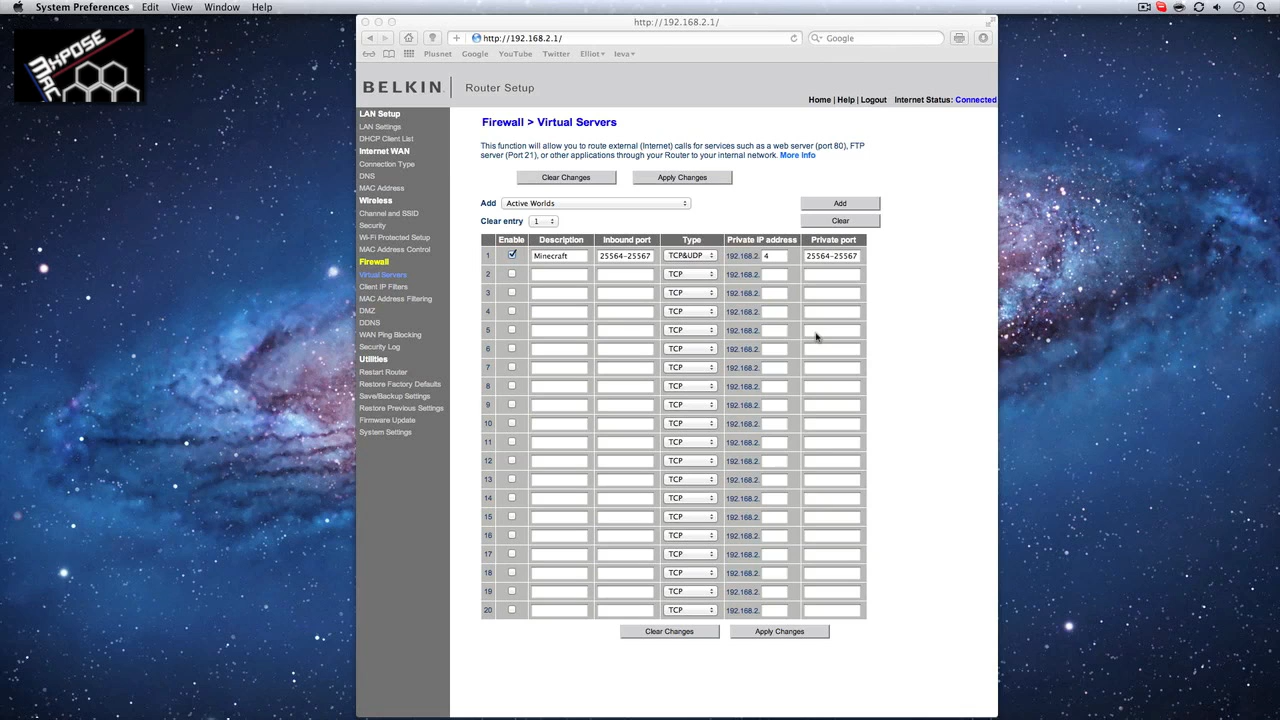 System Preferences Edit View Window Help
http://192.168.2.1/
http://192.168.2.1/
Google
Plusnet Google YouTube Twitter Elliot Ieva
BELKIN Router Setup
Home | Help | Logout Internet Status: Connected
LAN Setup
LAN Settings
DHCP Client List
Internet WAN
Connection Type
DNS
MAC Address
Wireless
Channel and SSID
Security
Wi-Fi Protected Setup
MAC Address Control
Firewall
Virtual Servers
Client IP Filters
MAC Address Filtering
DMZ
DDNS
WAN Ping Blocking
Security Log
Utilities
Restart Router
Restore Factory Defaults
Save/Backup Settings
Restore Previous Settings
Firmware Update
System Settings
Firewall > Virtual Servers
This function will allow you to route external (Internet) calls for services such as a web server (port 80), FTP
server (Port 21), or other applications through your Router to your internal network. More Info
Clear Changes Apply Changes
Add Active Worlds Add
Clear entry 1 Clear
Enable Description Inbound port Type Private IP address Private port
1 Minecraft 25564-25567 TCP&UDP 192.168.2. 4 25564-25567
2 TCP 192.168.2.
3 TCP 192.168.2.
4 TCP 192.168.2.
5 TCP 192.168.2.
6 TCP 192.168.2.
7 TCP 192.168.2.
8 TCP 192.168.2.
9 TCP 192.168.2.
10 TCP 192.168.2.
11 TCP 192.168.2.
12 TCP 192.168.2.
13 TCP 192.168.2.
14 TCP 192.168.2.
15 TCP 192.168.2.
16 TCP 192.168.2.
17 TCP 192.168.2.
18 TCP 192.168.2.
19 TCP 192.168.2.
20 TCP 192.168.2.
Clear Changes Apply Changes